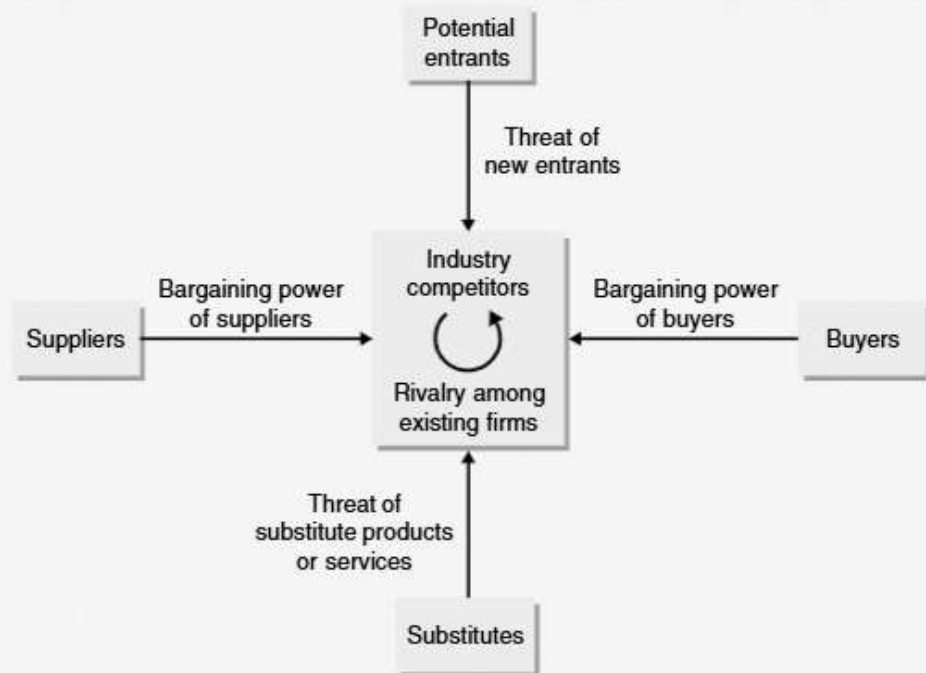 Potential
entrants
Threat of
new entrants
Industry
competitors
Bargaining power
of suppliers
Bargaining power
of buyers
Suppliers
Buyers
Rivalry among
existing firms
Threat of
substitute products
or services
Substitutes